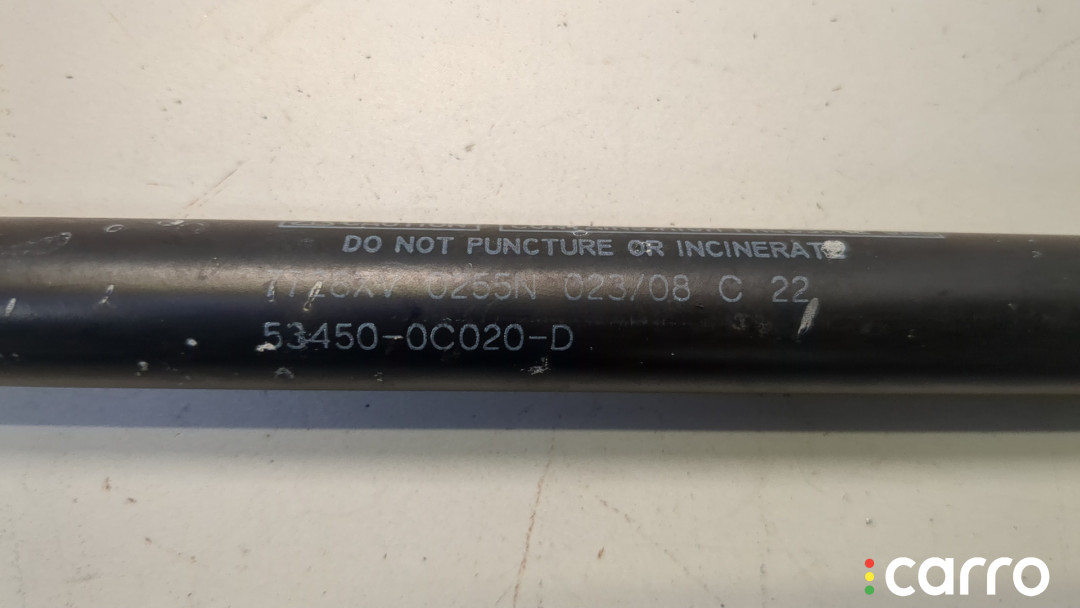 DO NOT PUNCTURE OR INCINERATE
0255N 023/08 C 22
53450-0C020-D
carro